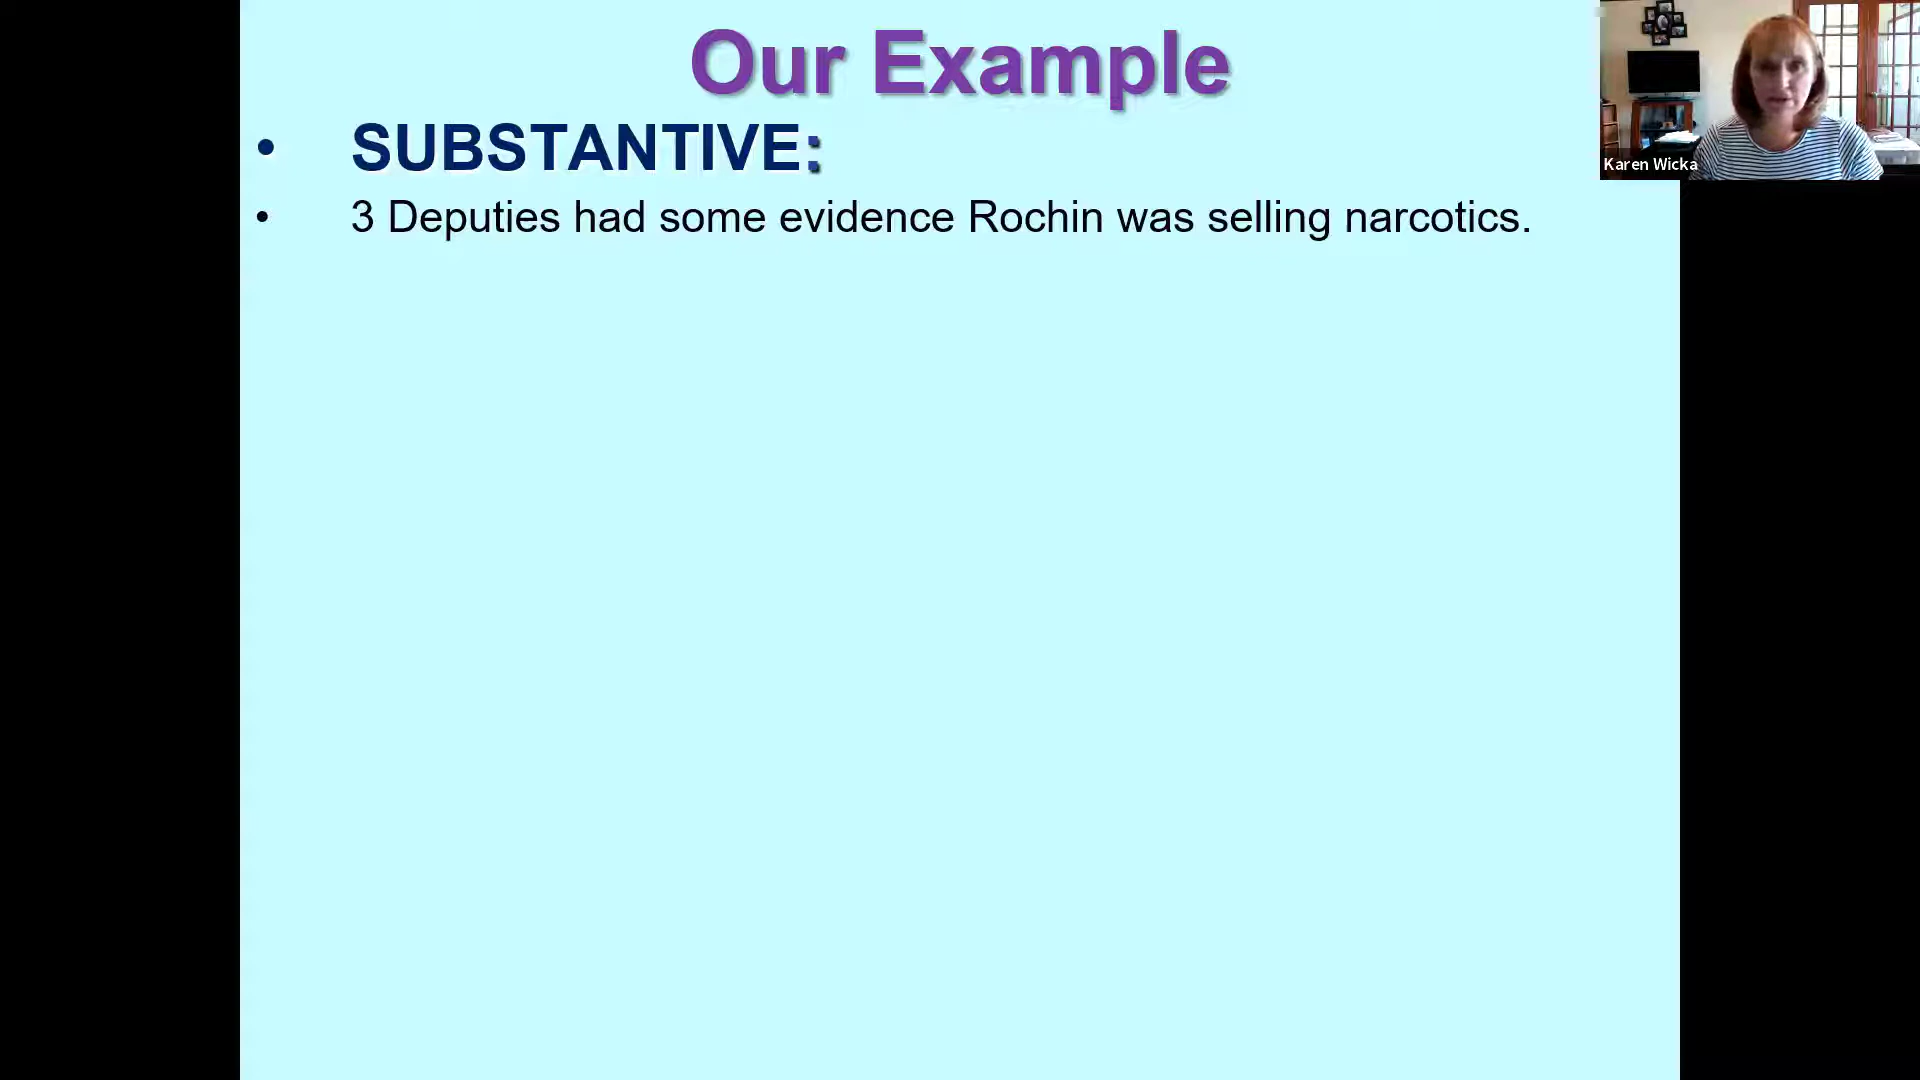 Our Example
• SUBSTANTIVE:
• 3 Deputies had some evidence Rochin was selling narcotics.
Karen Wicka